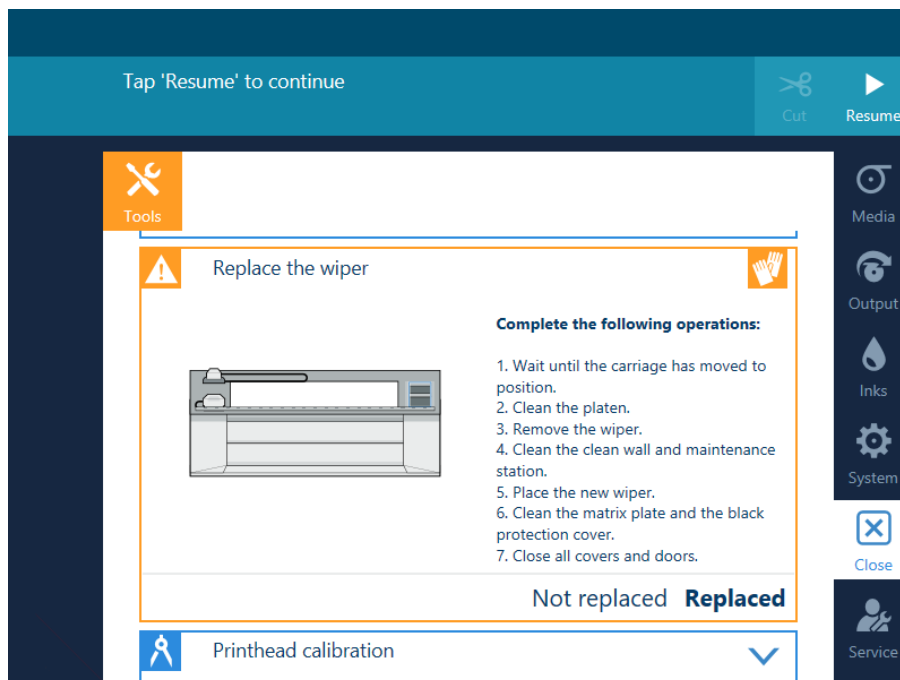 Tap 'Resume' to continue
Cut
Resume
Tools
Media
Replace the wiper
Output
Complete the following operations:
1. Wait until the carriage has moved to
position.
2. Clean the platen.
3. Remove the wiper.
4. Clean the clean wall and maintenance
station.
5. Place the new wiper.
6. Clean the matrix plate and the black
protection cover.
7. Close all covers and doors.
Inks
System
Close
Not replaced Replaced
Printhead calibration
Service